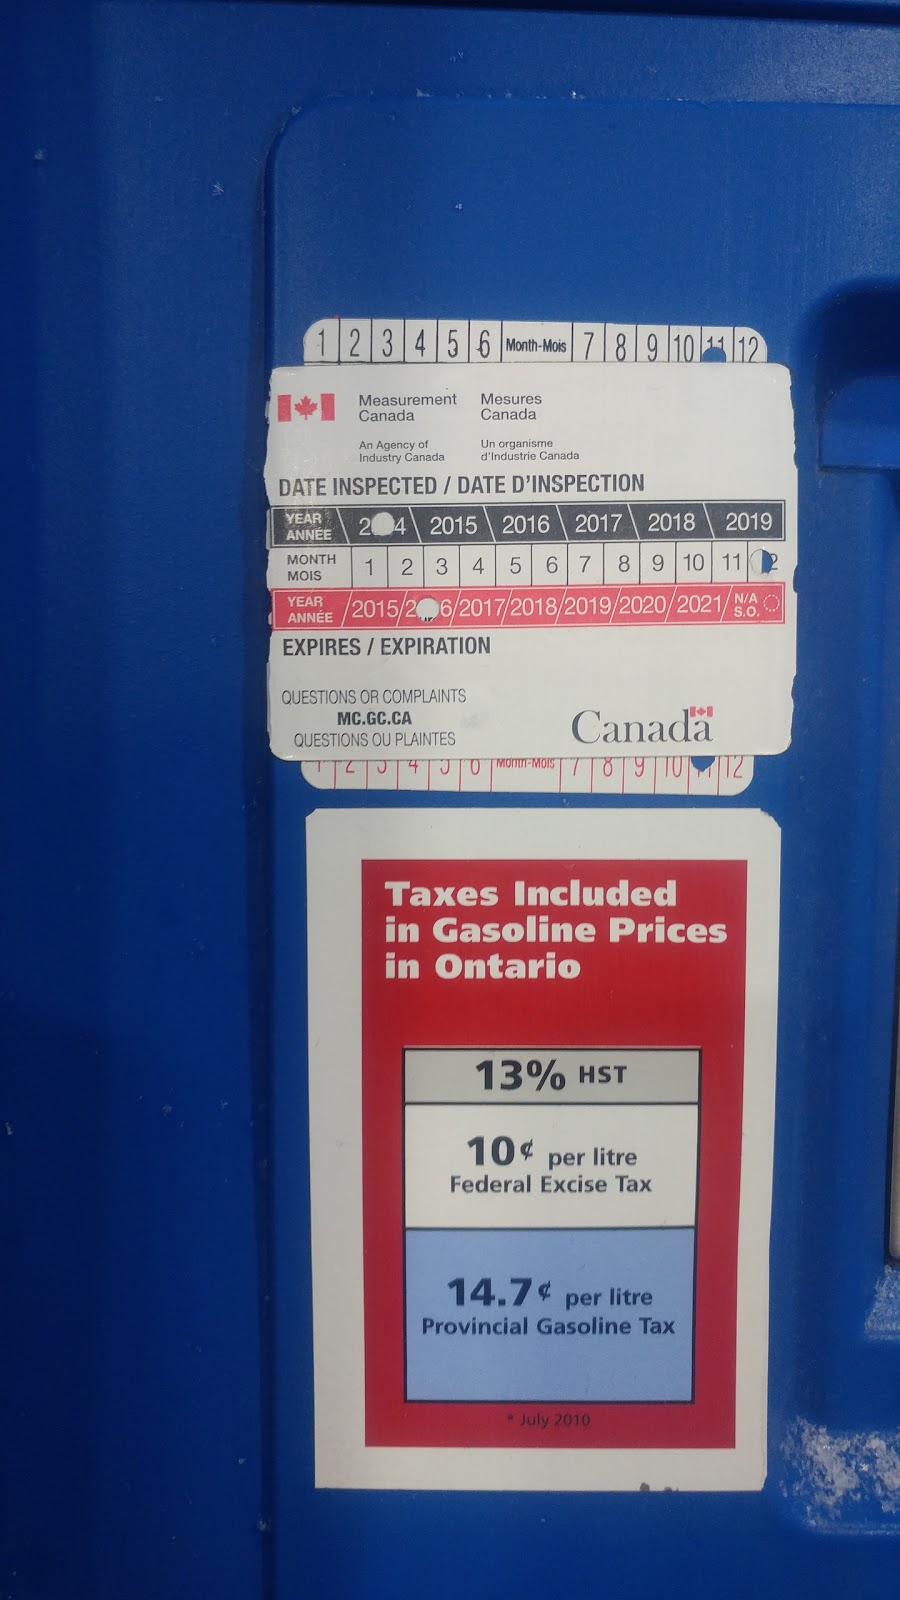 1 2 3 4 5 6 Month-Mois 7 8 9 10 11 12
Measurement Canada
Mesures Canada
An Agency of Industry Canada
Un organisme d'Industrie Canada
DATE INSPECTED / DATE D'INSPECTION
YEAR ANNÉE 2014 2015 2016 2017 2018 2019
MONTH MOIS 1 2 3 4 5 6 7 8 9 10 11 12
YEAR ANNÉE 2015 2016 2017 2018 2019 2020 2021 N/A S.O.
EXPIRES / EXPIRATION
QUESTIONS OR COMPLAINTS
MC.GC.CA
QUESTIONS OU PLAINTES
Canada
1 2 3 4 5 6 Month-Mois 7 8 9 10 11 12
Taxes Included
in Gasoline Prices
in Ontario
13% HST
10¢ per litre
Federal Excise Tax
14.7¢ per litre
Provincial Gasoline Tax
* July 2010